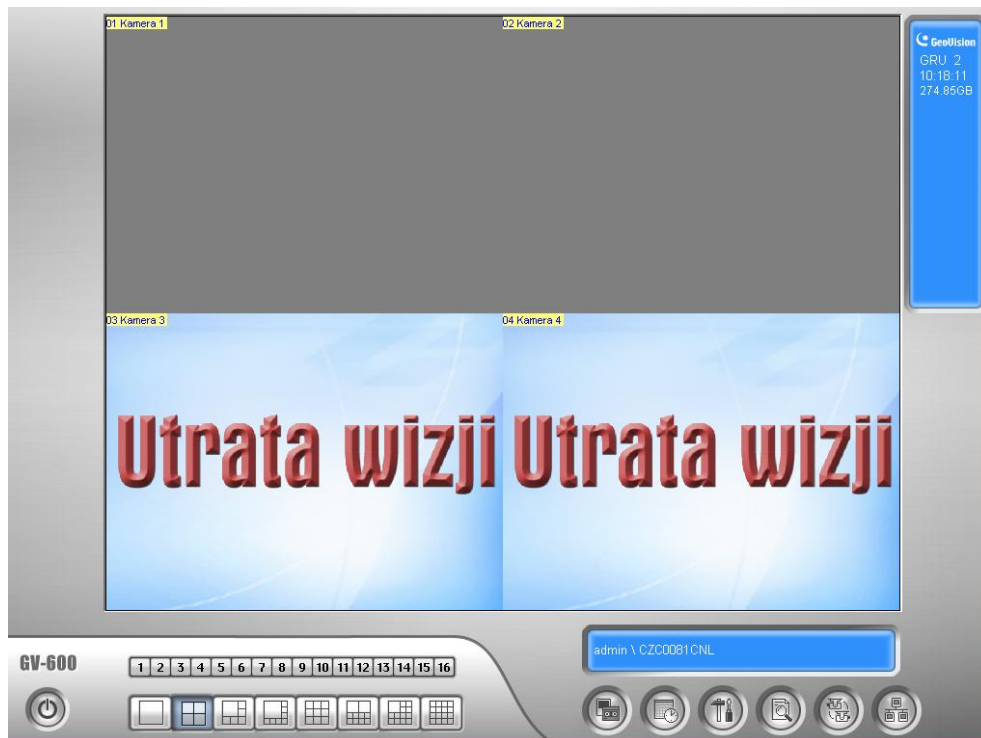 01 Kamera 1
02 Kamera 2
GeoVision
GRU 2
10:18:11
274.85GB
03 Kamera 3
04 Kamera 4
Utrata wizji
Utrata wizji
admin \ CZC0081CNL
GV-600
1 2 3 4 5 6 7 8 9 10 11 12 13 14 15 16